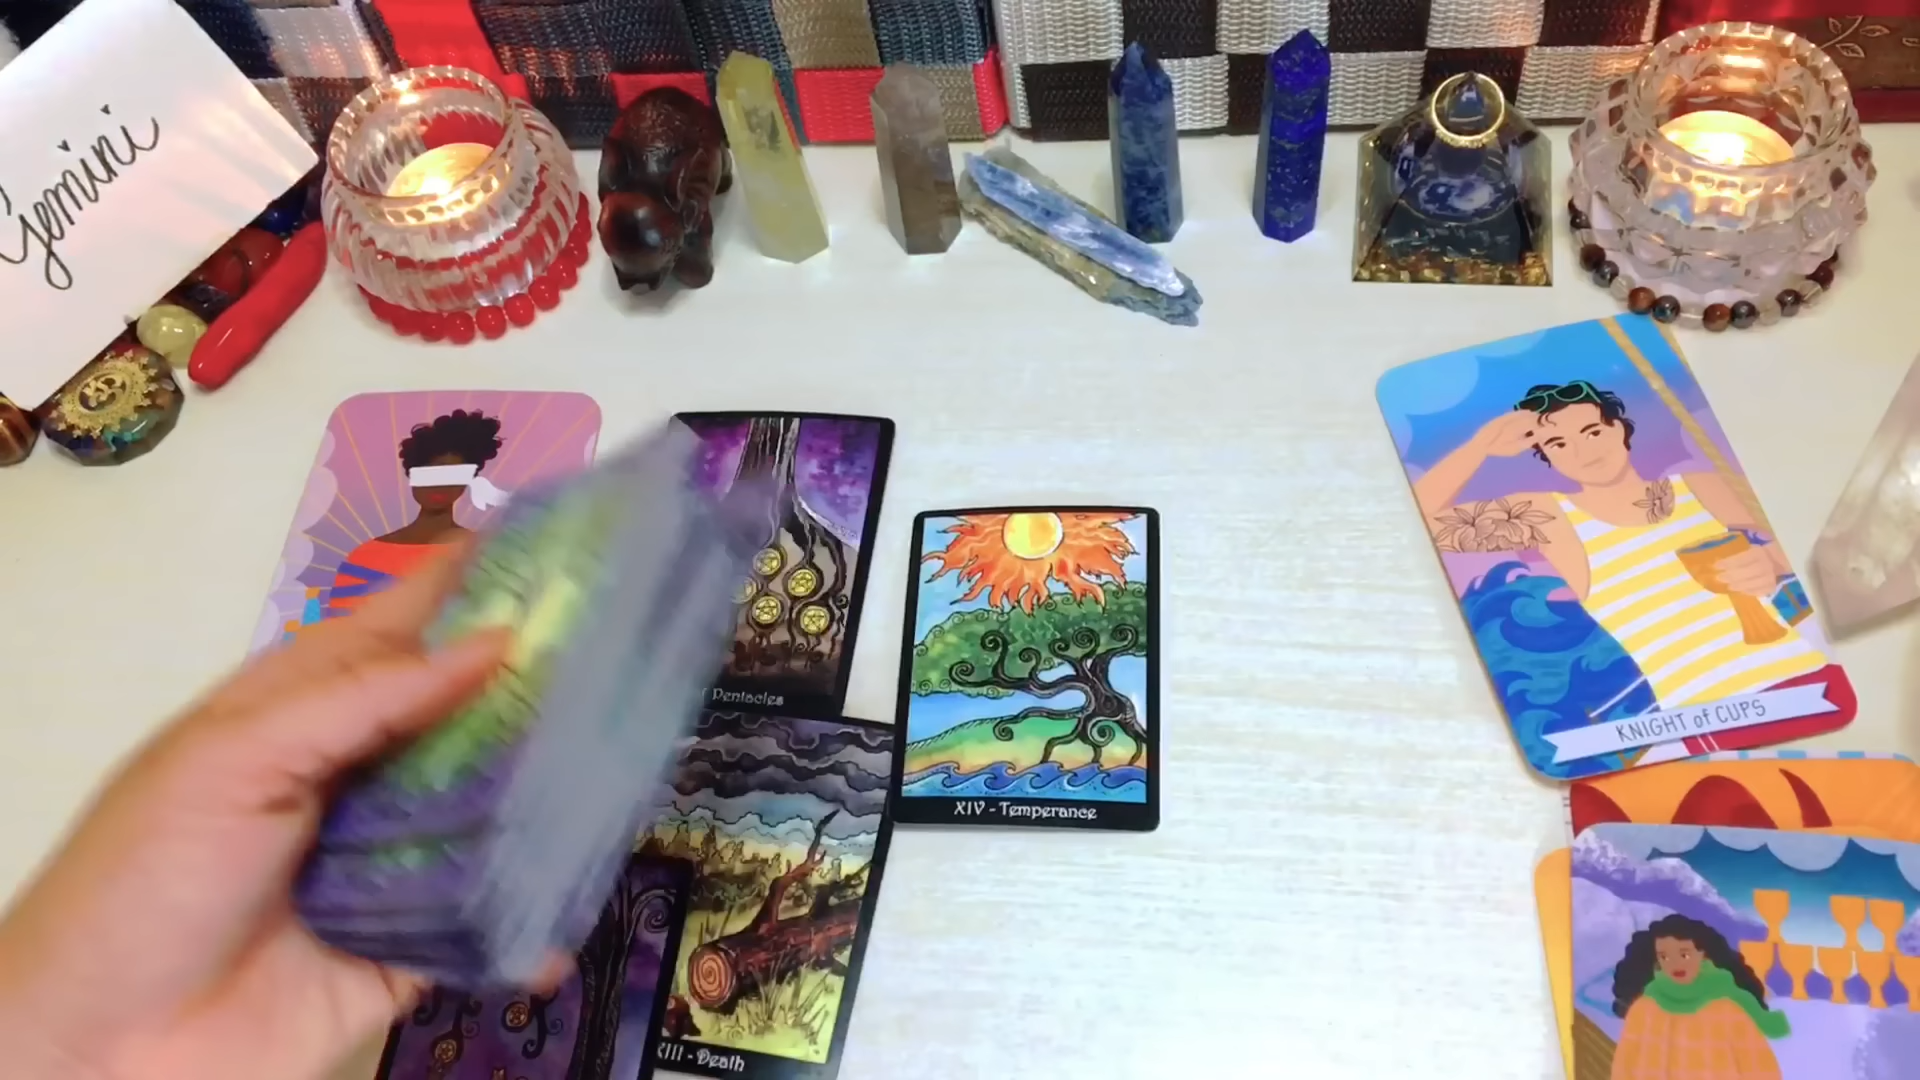 Gemini
Pentacles
XIV - Temperance
KNIGHT of CUPS
XIII - Death